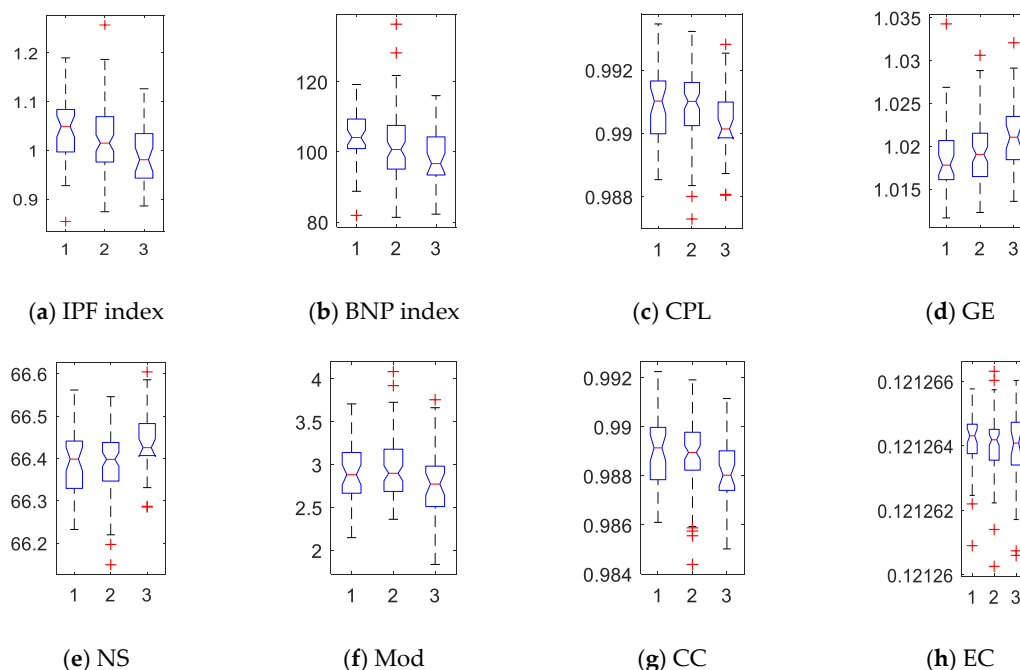 1.2
1.1
1
0.9
1 2 3
(a) IPF index
120
100
80
1 2 3
(b) BNP index
0.992
0.99
0.988
1 2 3
(c) CPL
1.035
1.03
1.025
1.02
1.015
1 2 3
(d) GE
66.6
66.5
66.4
66.3
66.2
1 2 3
(e) NS
4
3.5
3
2.5
2
1 2 3
(f) Mod
0.992
0.99
0.988
0.986
0.984
1 2 3
(g) CC
0.121266
0.121264
0.121262
0.12126
1 2 3
(h) EC